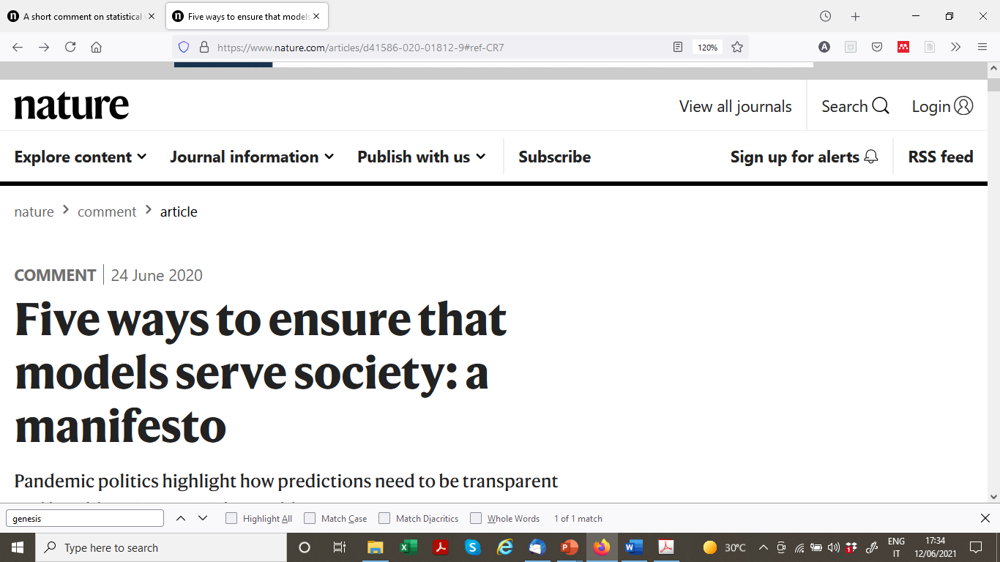 A short comment on statistical
Five ways to ensure that models
https://www.nature.com/articles/d41586-020-01812-9#ref-CR7
120%
A
nature
View all journals
Search
Login
Explore content
Journal information
Publish with us
Subscribe
Sign up for alerts
RSS feed
nature > comment > article
COMMENT
24 June 2020
Five ways to ensure that
models serve society: a
manifesto
Pandemic politics highlight how predictions need to be transparent
genesis
Highlight All
Match Case
Match Diacritics
Whole Words
1 of 1 match
Type here to search
30°C
ENG
IT
17:34
12/06/2021